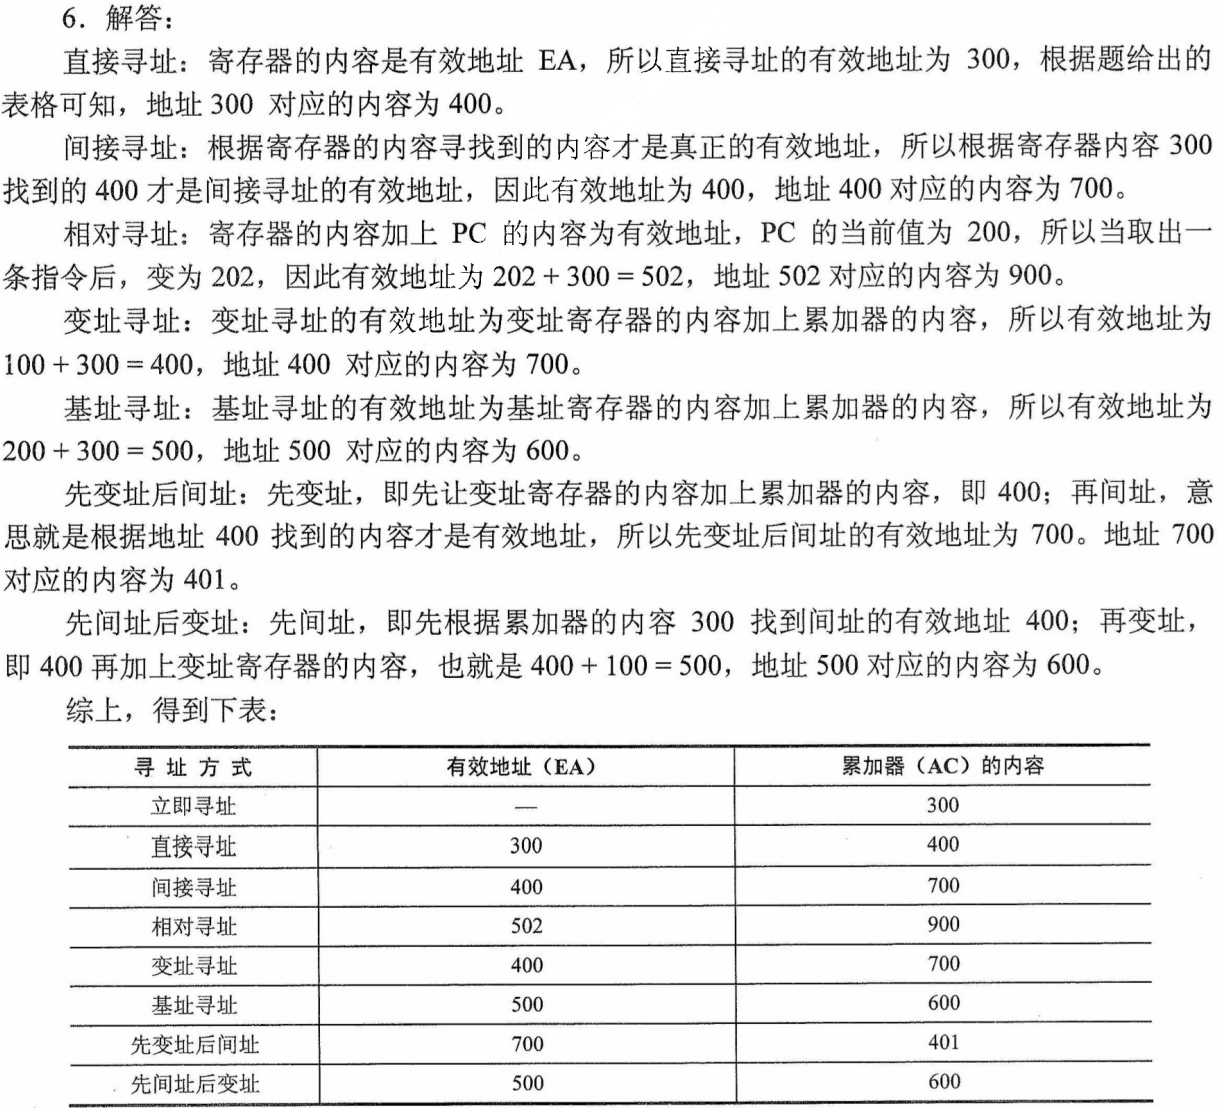 6．解答：
直接寻址：寄存器的内容是有效地址 EA，所以直接寻址的有效地址为 300，根据题给出的
表格可知，地址 300 对应的内容为 400。
间接寻址：根据寄存器的内容寻找到的内容才是真正的有效地址，所以根据寄存器内容 300
找到的 400 才是间接寻址的有效地址，因此有效地址为 400，地址 400 对应的内容为 700。
相对寻址：寄存器的内容加上 PC 的内容为有效地址，PC 的当前值为 200，所以当取出一
条指令后，变为 202，因此有效地址为 202 + 300 = 502，地址 502 对应的内容为 900。
变址寻址：变址寻址的有效地址为变址寄存器的内容加上累加器的内容，所以有效地址为
100 + 300 = 400，地址 400 对应的内容为 700。
基址寻址：基址寻址的有效地址为基址寄存器的内容加上累加器的内容，所以有效地址为
200 + 300 = 500，地址 500 对应的内容为 600。
先变址后间址：先变址，即先让变址寄存器的内容加上累加器的内容，即 400；再间址，意
思就是根据地址 400 找到的内容才是有效地址，所以先变址后间址的有效地址为 700。地址 700
对应的内容为 401。
先间址后变址：先间址，即先根据累加器的内容 300 找到间址的有效地址 400；再变址，
即 400 再加上变址寄存器的内容，也就是 400 + 100 = 500，地址 500 对应的内容为 600。
综上，得到下表：
寻 址 方 式 有效地址（EA） 累加器（AC）的内容
立即寻址 — 300
直接寻址 300 400
间接寻址 400 700
相对寻址 502 900
变址寻址 400 700
基址寻址 500 600
先变址后间址 700 401
先间址后变址 500 600